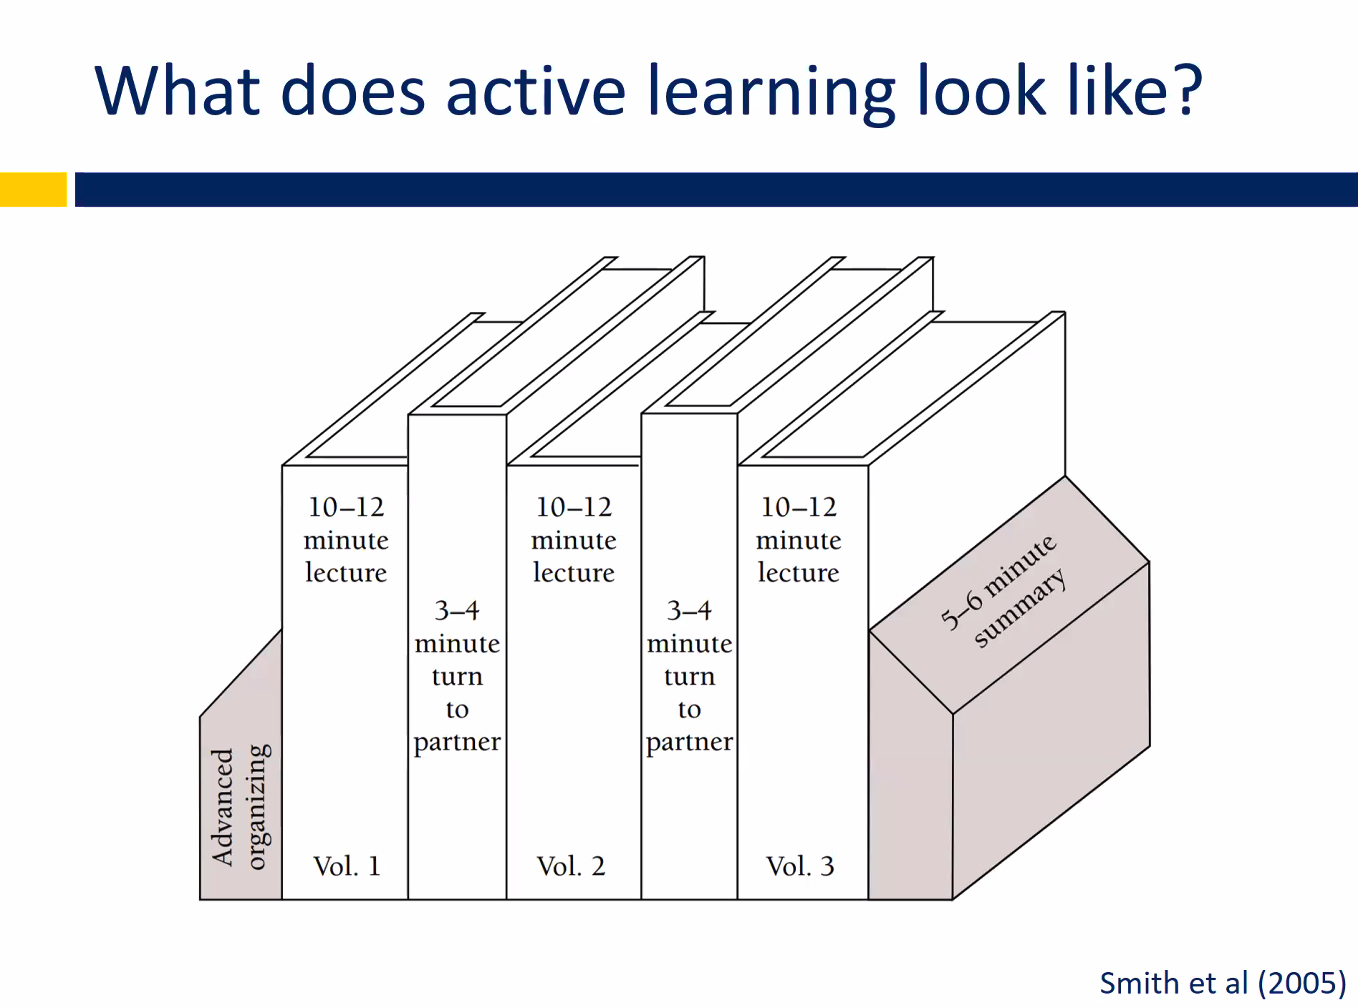 What does active learning look like?
Advanced
organizing
10–12
minute
lecture
Vol. 1
3–4
minute
turn
to
partner
10–12
minute
lecture
Vol. 2
3–4
minute
turn
to
partner
10–12
minute
lecture
Vol. 3
5–6 minute
summary
Smith et al (2005)